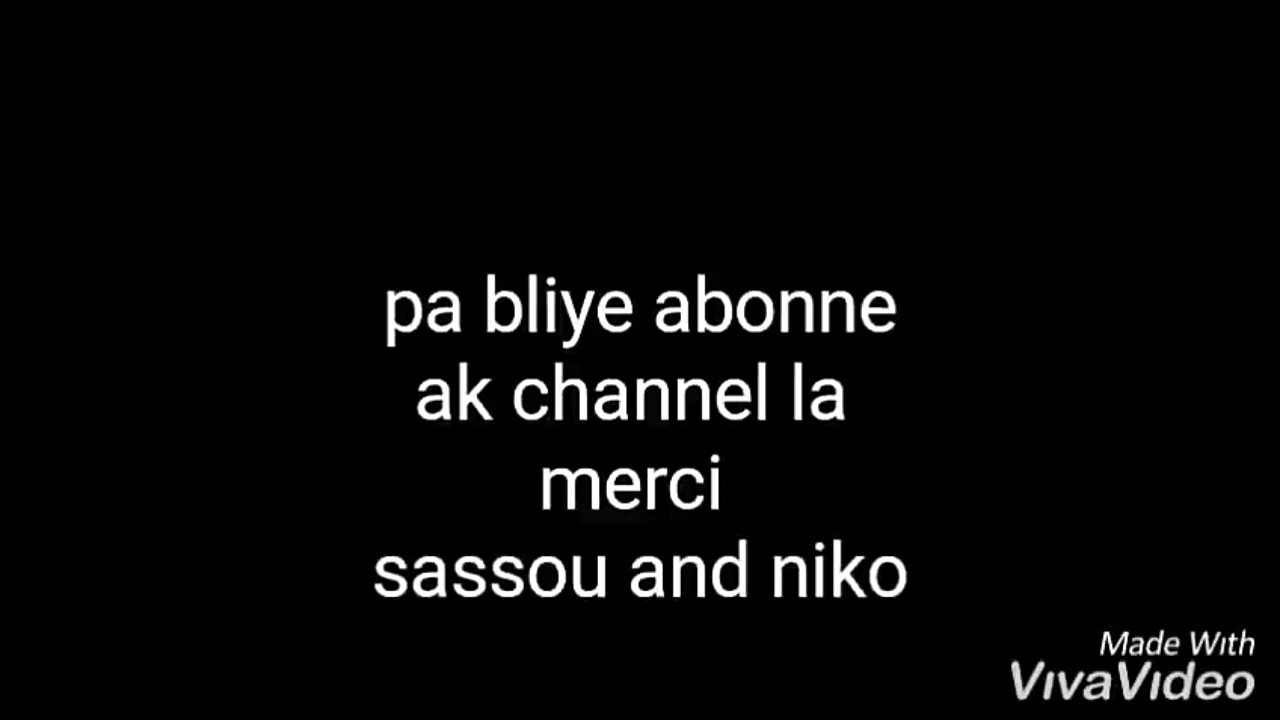 pa bliye abonne
ak channel la
merci
sassou and niko
Made With
VivaVideo